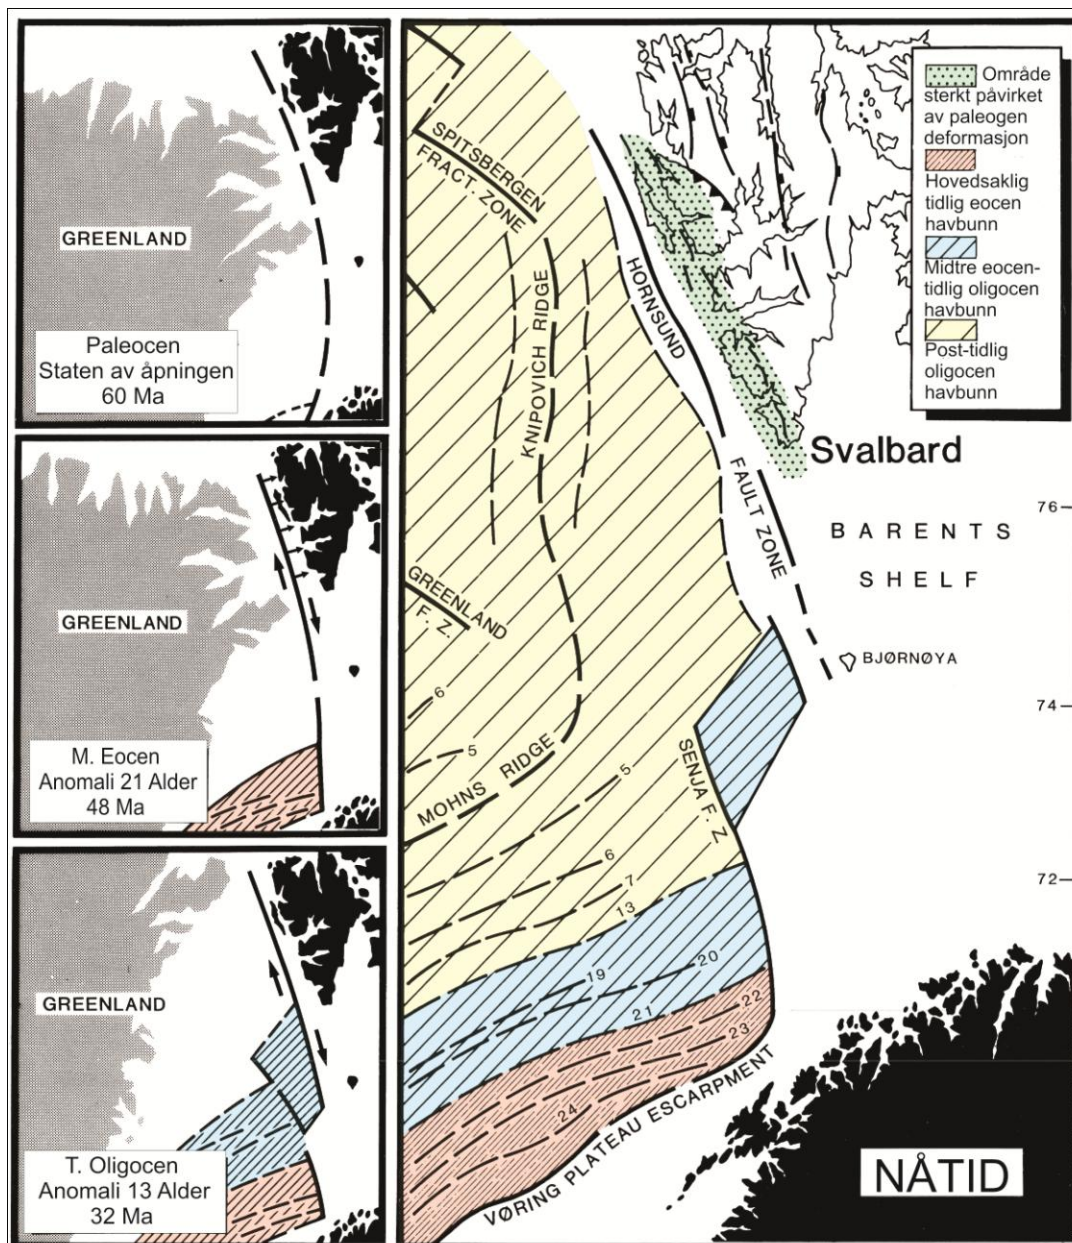 GREENLAND
Paleocen
Staten av åpningen
60 Ma
GREENLAND
M. Eocen
Anomali 21 Alder
48 Ma
GREENLAND
T. Oligocen
Anomali 13 Alder
32 Ma
SPITSBERGEN
FRACT. ZONE
KNIPOVICH RIDGE
HORNSUND
FAULT ZONE
GREENLAND
F. Z.
MOHNS RIDGE
SENJA F. Z.
6
5
5
6
7
13
19
20
21
22
23
24
VØRING PLATEAU ESCARPMENT
Område
sterkt påvirket
av paleogen
deformasjon
Hovedsaklig
tidlig eocen
havbunn
Midtre eocen-
tidlig oligocen
havbunn
Post-tidlig
oligocen
havbunn
Svalbard
BARENTS
SHELF
BJØRNØYA
76
74
72
NÅTID